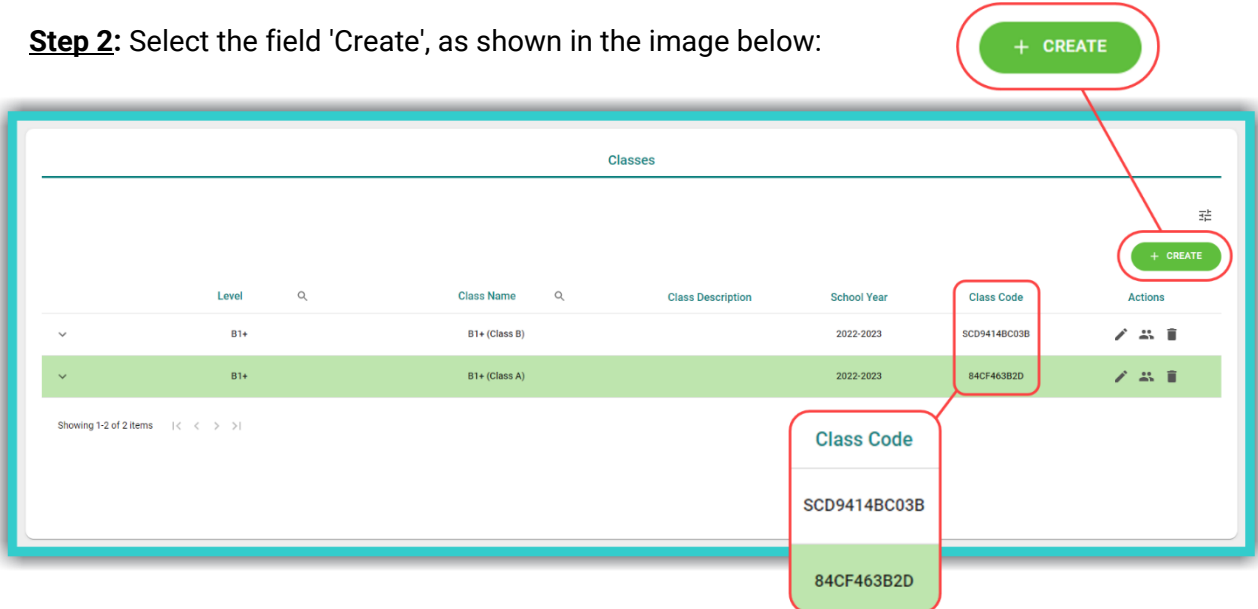 Step 2: Select the field 'Create', as shown in the image below:
+ CREATE
Classes
+ CREATE
Level Class Name Class Description School Year Class Code Actions
B1+ B1+ (Class B) 2022-2023 SCD9414BC03B
B1+ B1+ (Class A) 2022-2023 84CF463B2D
Showing 1-2 of 2 items |< < > >|
Class Code
SCD9414BC03B
84CF463B2D